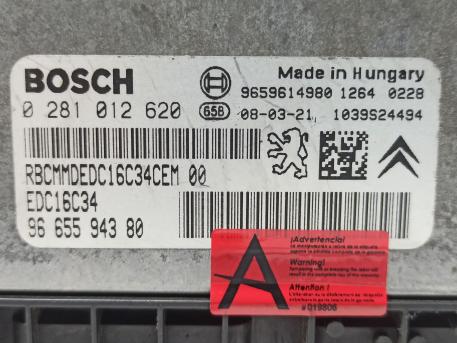 BOSCH
Made in Hungary
9659614980 1264 0228
0 281 012 620
65B
08-03-21
1039S24494
RBCMMDEDC16C34CEM 00
EDC16C34
96 655 943 80
A
¡Advertencia!
Warning!
Attention !
#019806